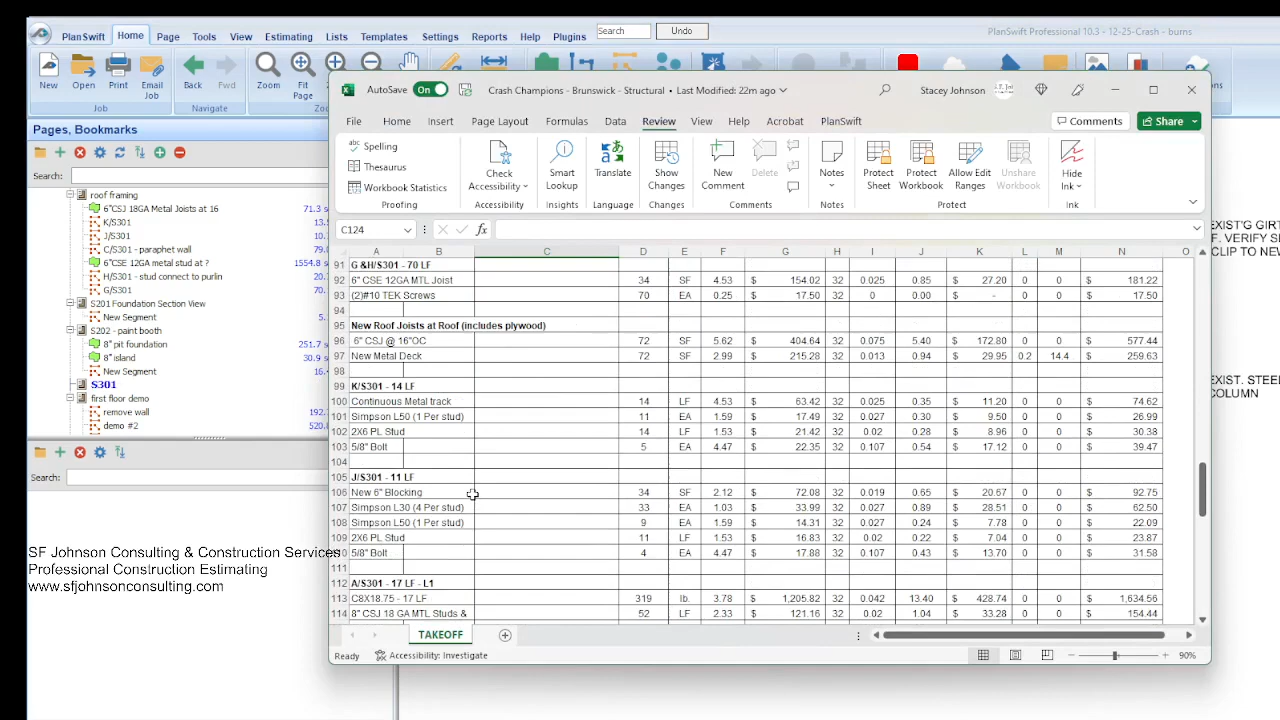 PlanSwift Home Page Tools View Estimating Lists Templates Settings Reports Help Plugins Search Undo PlanSwift Professional 10.3 - 12-25-Crash - burns
New Open Print Email Job Back Fwd Zoom Fit Page
Job Navigate
AutoSave On Crash Champions - Brunswick - Structural • Last Modified: 22m ago Stacey Johnson
File Home Insert Page Layout Formulas Data Review View Help Acrobat PlanSwift Comments Share
Spelling
Thesaurus
Workbook Statistics
Check Accessibility
Smart Lookup
Translate
Show Changes
New Comment
Delete
Notes
Protect Sheet
Protect Workbook
Allow Edit Ranges
Unshare Workbook
Hide Ink
Proofing Accessibility Insights Language Changes Comments Notes Protect Ink
C124 fx
A B C D E F G H I J K L M N O
91 G &H/S301 - 70 LF
92 6" CSE 12GA MTL Joist 34 SF 4.53 $ 154.02 32 0.025 0.85 $ 27.20 0 0 $ 181.22
93 (2)#10 TEK Screws 70 EA 0.25 $ 17.50 32 0 0.00 $ - 0 0 $ 17.50
94
95 New Roof Joists at Roof (includes plywood)
96 6" CSJ @ 16"OC 72 SF 5.62 $ 404.64 32 0.075 5.40 $ 172.80 0 0 $ 577.44
97 New Metal Deck 72 SF 2.99 $ 215.28 32 0.013 0.94 $ 29.95 0.2 14.4 $ 259.63
98
99 K/S301 - 14 LF
100 Continuous Metal track 14 LF 4.53 $ 63.42 32 0.025 0.35 $ 11.20 0 0 $ 74.62
101 Simpson L50 (1 Per stud) 11 EA 1.59 $ 17.49 32 0.027 0.30 $ 9.50 0 0 $ 26.99
102 2X6 PL Stud 14 LF 1.53 $ 21.42 32 0.02 0.28 $ 8.96 0 0 $ 30.38
103 5/8" Bolt 5 EA 4.47 $ 22.35 32 0.107 0.54 $ 17.12 0 0 $ 39.47
104
105 J/S301 - 11 LF
106 New 6" Blocking 34 SF 2.12 $ 72.08 32 0.019 0.65 $ 20.67 0 0 $ 92.75
107 Simpson L30 (4 Per stud) 33 EA 1.03 $ 33.99 32 0.027 0.89 $ 28.51 0 0 $ 62.50
108 Simpson L50 (1 Per stud) 9 EA 1.59 $ 14.31 32 0.027 0.24 $ 7.78 0 0 $ 22.09
109 2X6 PL Stud 11 LF 1.53 $ 16.83 32 0.02 0.22 $ 7.04 0 0 $ 23.87
5/8" Bolt 4 EA 4.47 $ 17.88 32 0.107 0.43 $ 13.70 0 0 $ 31.58
111
112 A/S301 - 17 LF - L1
113 C8X18.75 - 17 LF 319 lb. 3.78 $ 1,205.82 32 0.042 13.40 $ 428.74 0 0 $ 1,634.56
114 8" CSJ 18 GA MTL Studs & 52 LF 2.33 $ 121.16 32 0.02 1.04 $ 33.28 0 0 $ 154.44
TAKEOFF
Ready Accessibility: Investigate 90%
Pages, Bookmarks
Search:
roof framing
6"CSJ 18GA Metal Joists at 16 71.3
K/S301 13.
J/S301 10.
C/S301 - paraphet wall 79.
6"CSJ 12GA metal stud at ? 1554.8
H/S301 - stud connect to purlin 20.
G/S301 70.
S201 Foundation Section View
New Segment 5.
S202 - paint booth
8" pit foundation 251.7
8" island 30.9
New Segment 16.
S301
first floor demo
remove wall 192.
demo #2 520.
Search:
SF Johnson Consulting & Construction Services
Professional Construction Estimating
www.sfjohnsonconsulting.com
EXIST'G GIRT
F. VERIFY S
CLIP TO NEW
EXIST. STEE
COLUMN